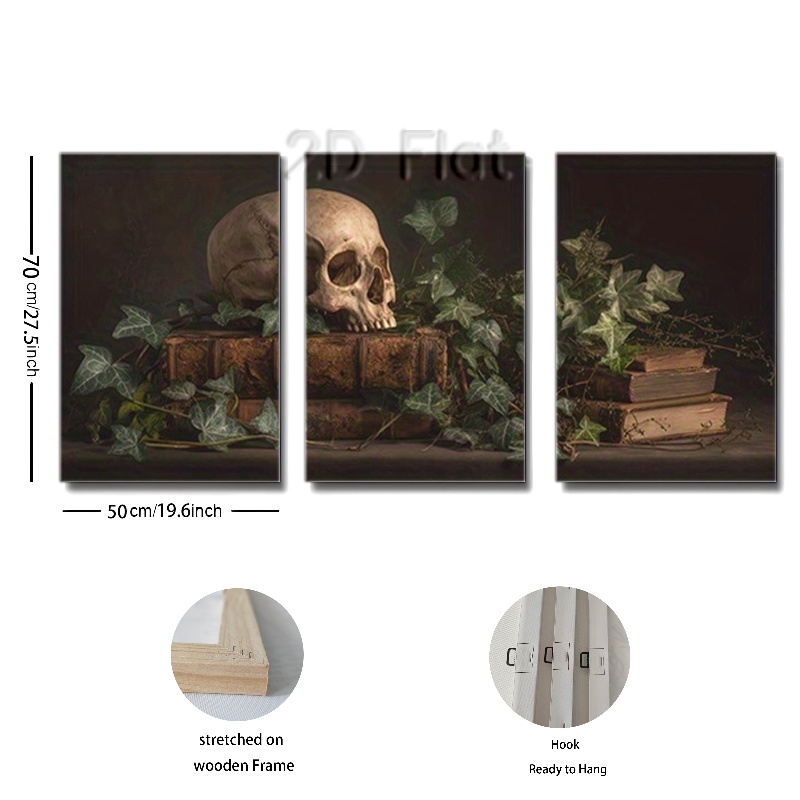 2D Flat
70 cm/27.5inch
50cm/19.6inch
stretched on
wooden Frame
Hook
Ready to Hang